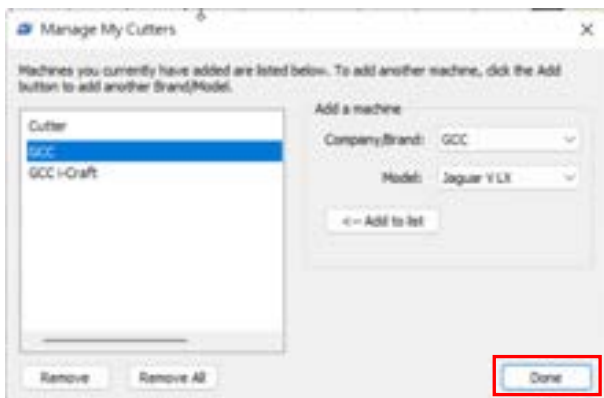 Manage My Cutters
Machines you currently have added are listed below. To add another machine, click the Add
button to add another Brand/Model.
Cutter
GCC
GCC i-Craft
Add a machine
Company/Brand: GCC
Model: Jaguar V LX
<-- Add to list
Remove
Remove All
Done